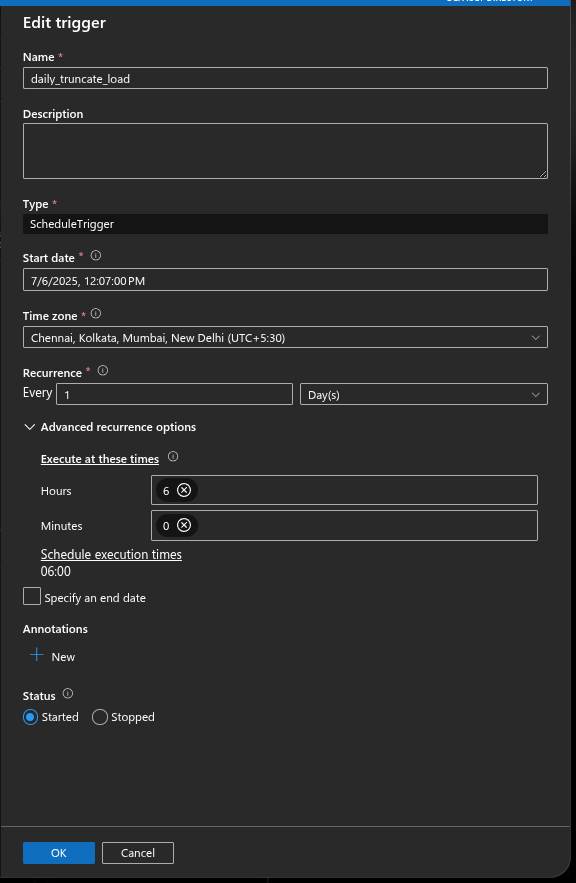 Edit trigger
Name *
daily_truncate_load
Description
Type *
ScheduleTrigger
Start date *
7/6/2025, 12:07:00 PM
Time zone *
Chennai, Kolkata, Mumbai, New Delhi (UTC+5:30)
Recurrence *
Every 1 Day(s)
Advanced recurrence options
Execute at these times
Hours 6
Minutes 0
Schedule execution times
06:00
Specify an end date
Annotations
New
Status
Started Stopped
OK Cancel